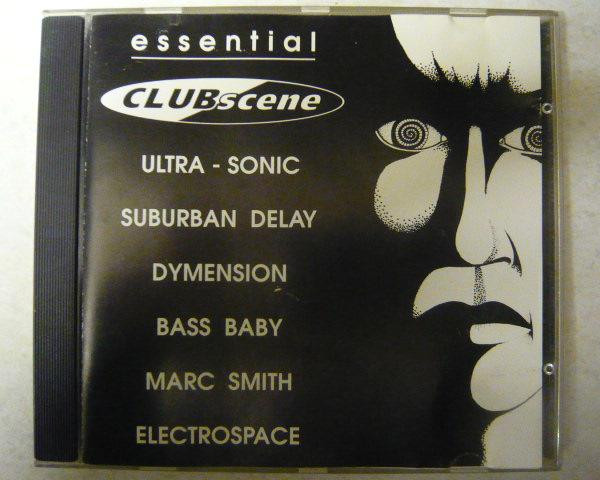 essential
CLUBscene
ULTRA - SONIC
SUBURBAN DELAY
DYMENSION
BASS BABY
MARC SMITH
ELECTROSPACE